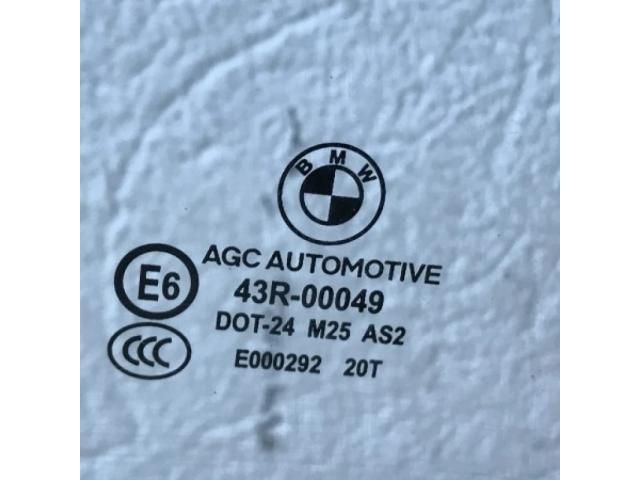 BMW
AGC AUTOMOTIVE
E6
43R-00049
DOT-24 M25 AS2
CCC
E000292 20T